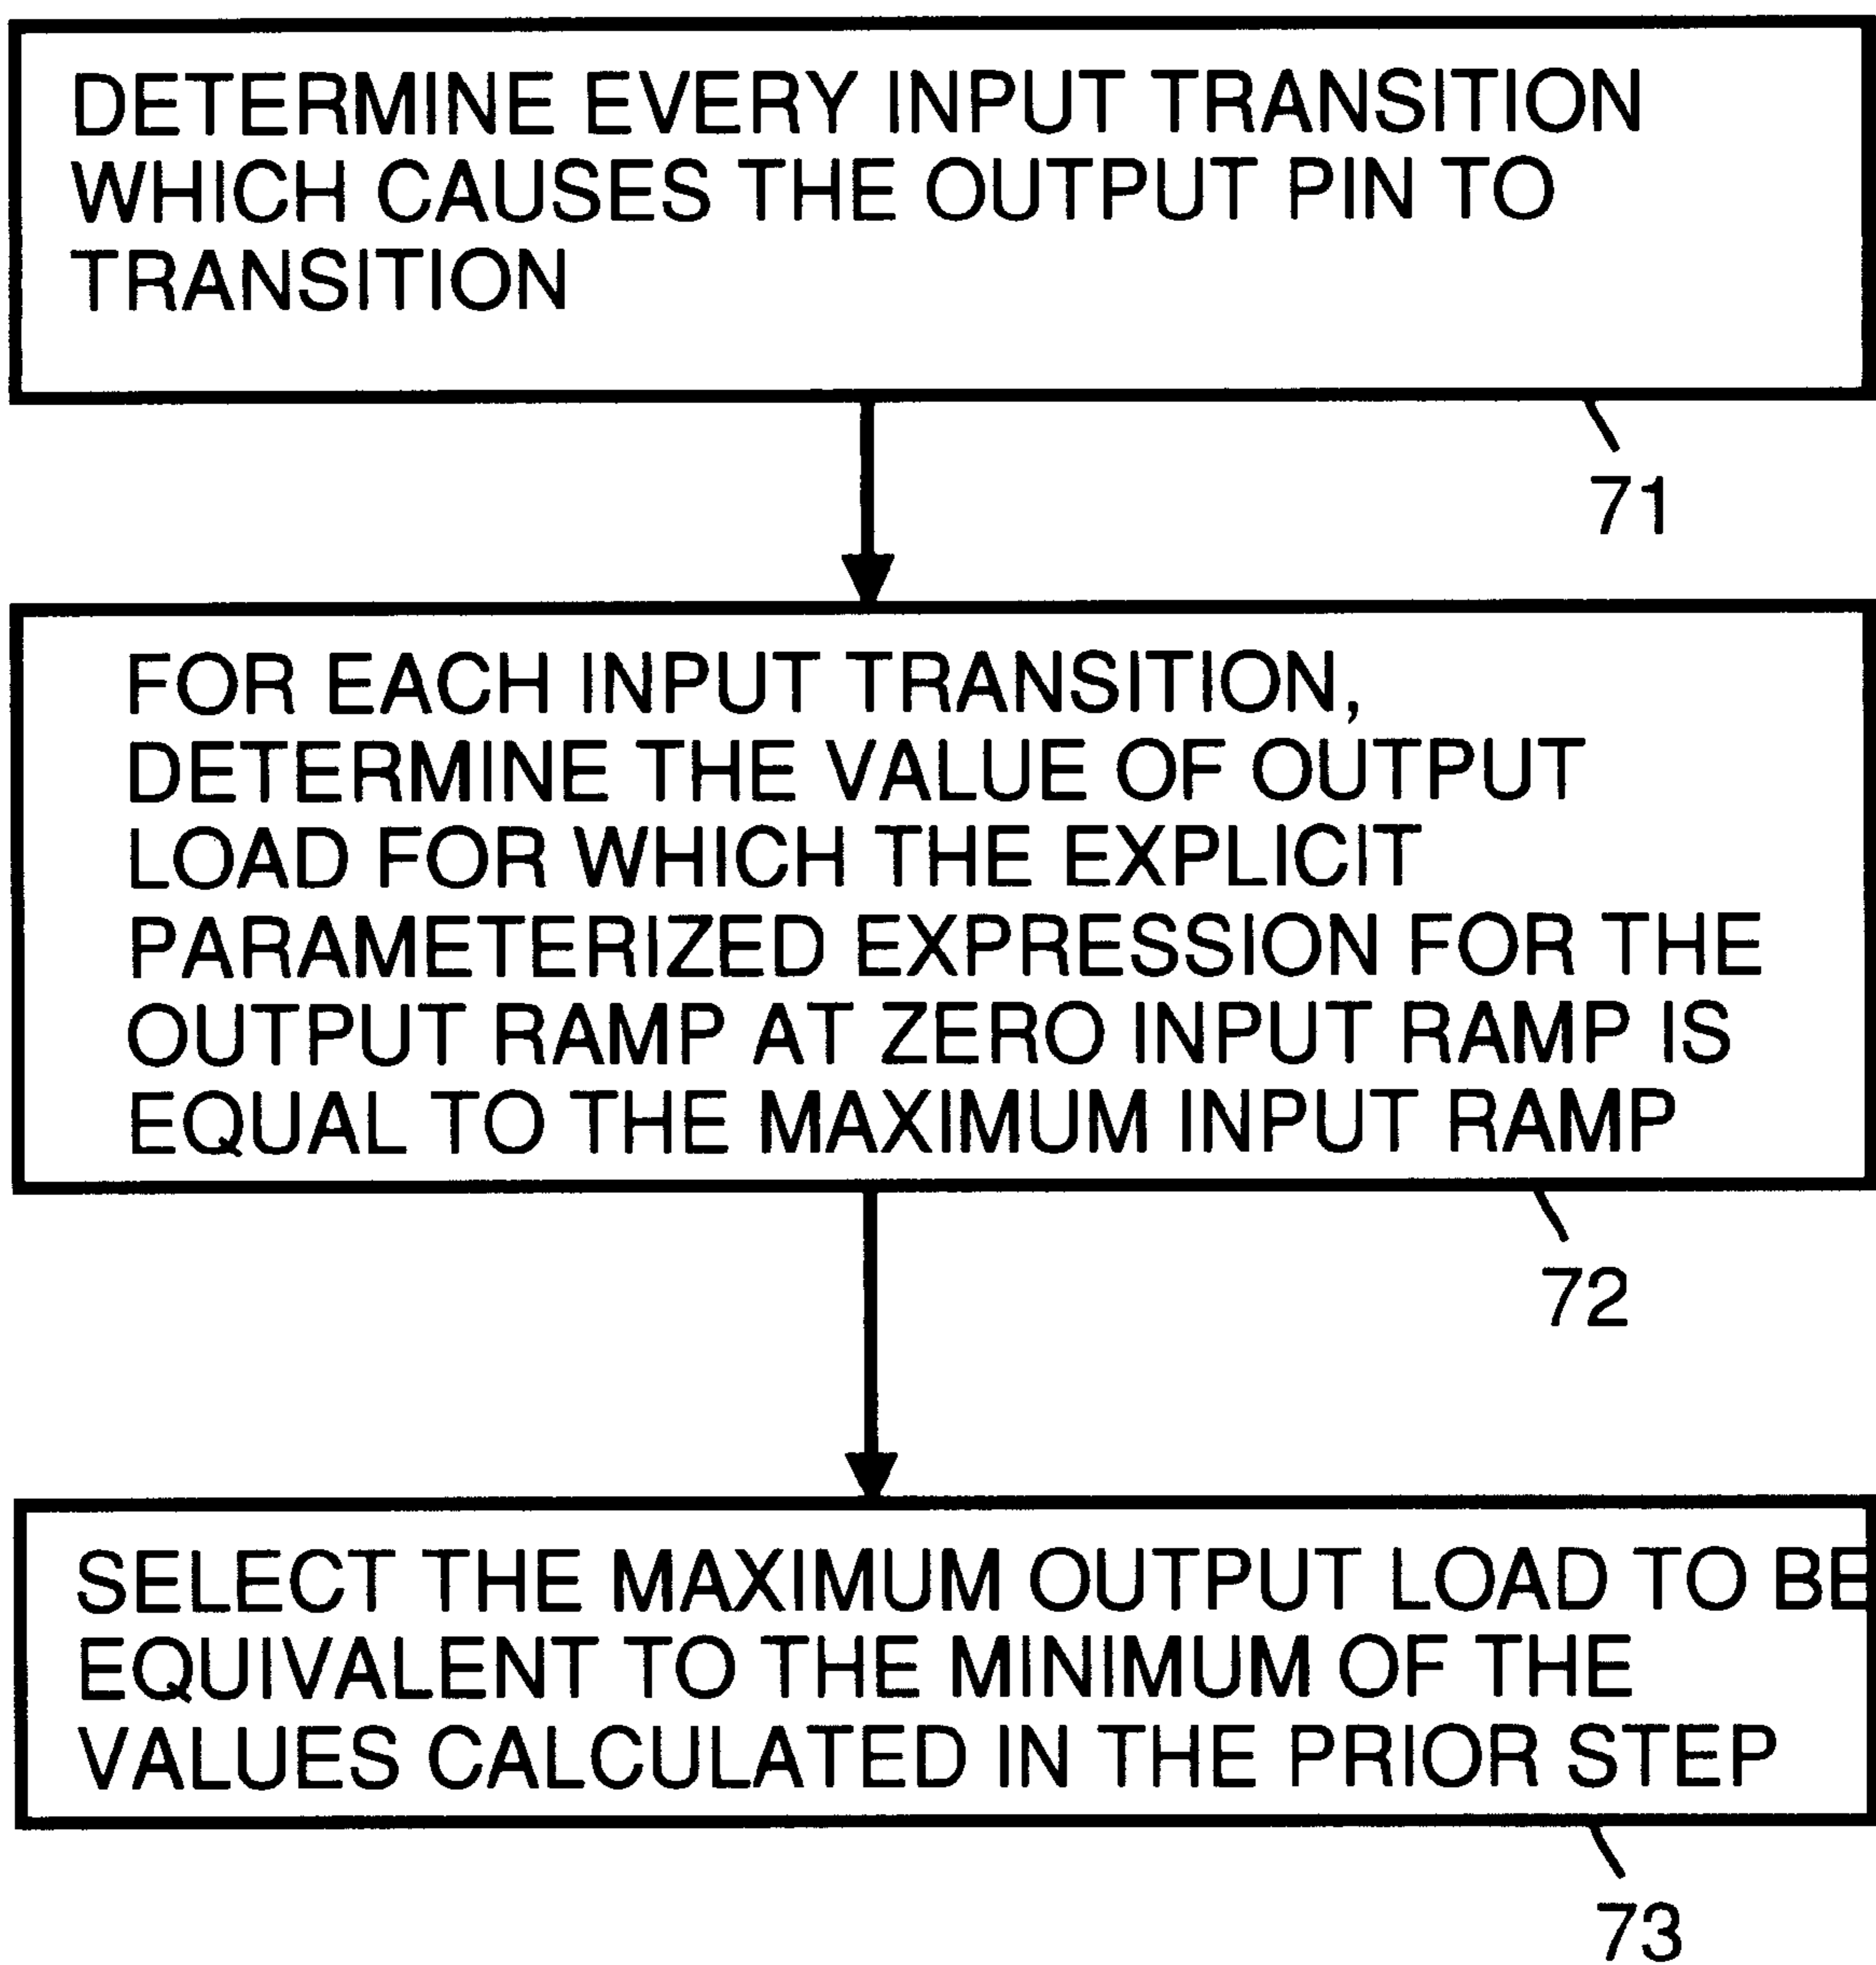 DETERMINE EVERY INPUT TRANSITION
WHICH CAUSES THE OUTPUT PIN TO
TRANSITION
71
FOR EACH INPUT TRANSITION,
DETERMINE THE VALUE OF OUTPUT
LOAD FOR WHICH THE EXPLICIT
PARAMETERIZED EXPRESSION FOR THE
OUTPUT RAMP AT ZERO INPUT RAMP IS
EQUAL TO THE MAXIMUM INPUT RAMP
72
SELECT THE MAXIMUM OUTPUT LOAD TO BE
EQUIVALENT TO THE MINIMUM OF THE
VALUES CALCULATED IN THE PRIOR STEP
73